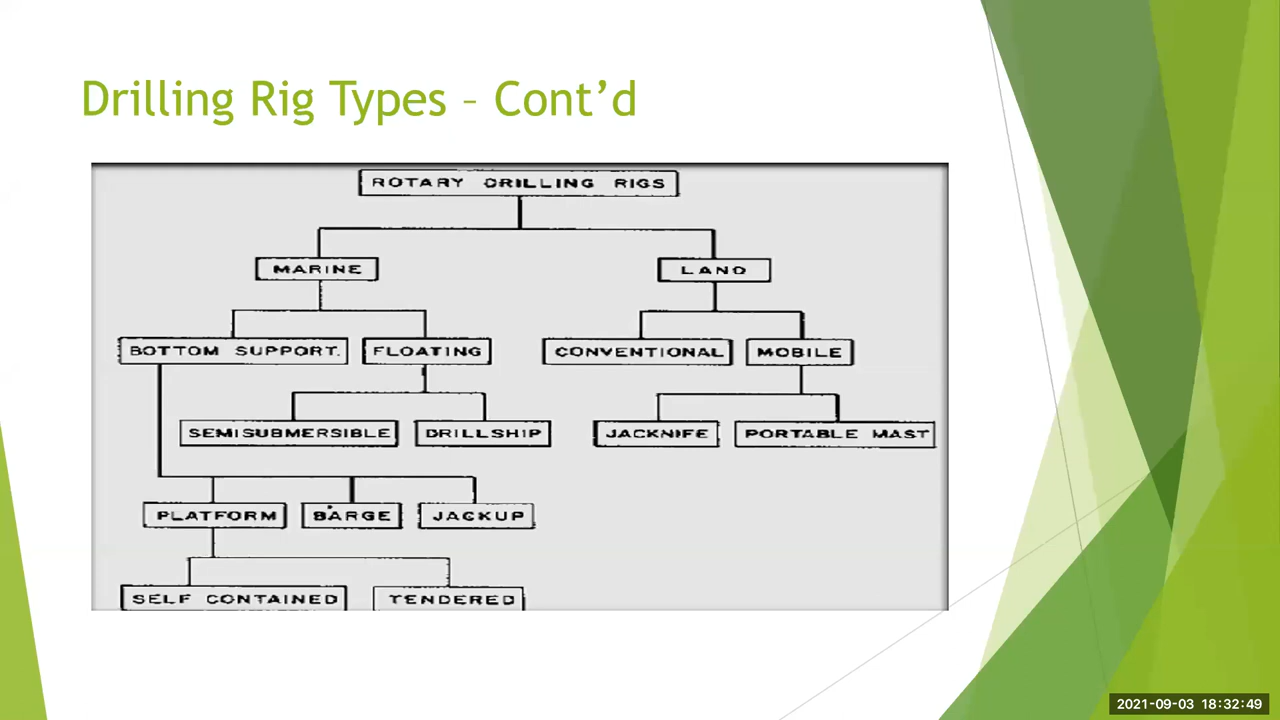 Drilling Rig Types – Cont’d
ROTARY DRILLING RIGS
MARINE
LAND
BOTTOM SUPPORT.
FLOATING
CONVENTIONAL
MOBILE
SEMISUBMERSIBLE
DRILLSHIP
JACKNIFE
PORTABLE MAST
PLATFORM
BARGE
JACKUP
SELF CONTAINED
TENDERED
2021-09-03 18:32:49